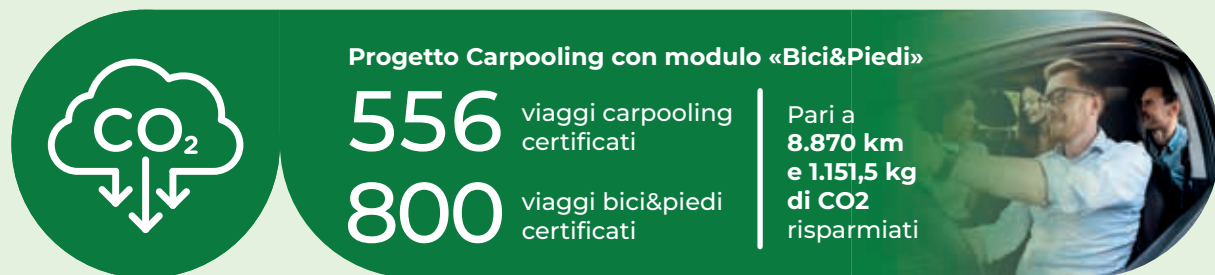 CO₂
Progetto Carpooling con modulo «Bici&Piedi»
556
viaggi carpooling
certificati
800
viaggi bici&piedi
certificati
Pari a
8.870 km
e 1.151,5 kg
di CO2
risparmiati